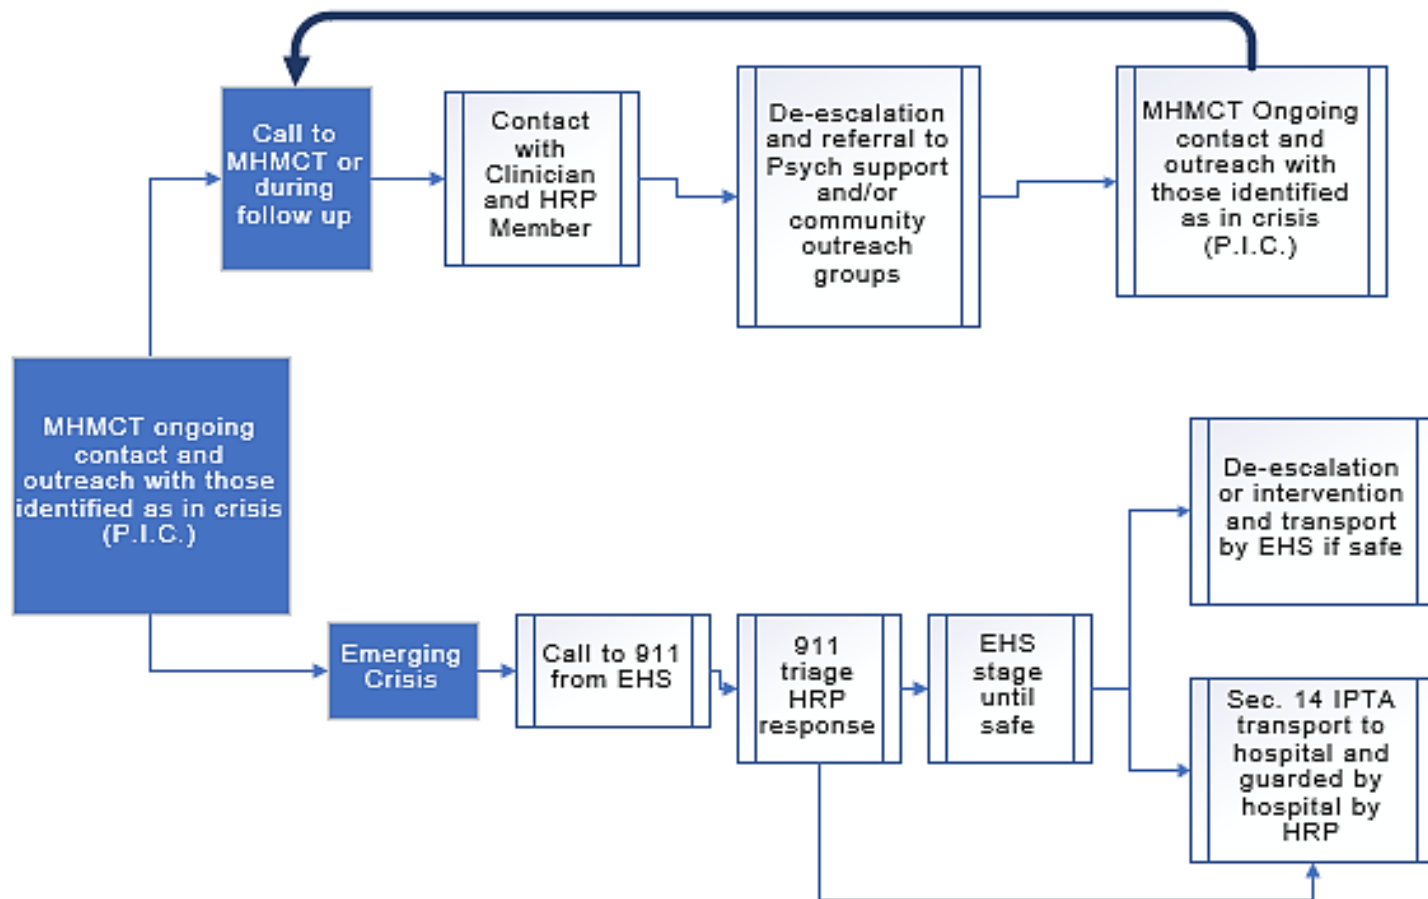 Call to
MHMCT or
during
follow up
Contact
with
Clinician
and HRP
Member
De-escalation
and referral to
Psych support
and/or
community
outreach
groups
MHMCT Ongoing
contact and
outreach with
those identified
as in crisis
(P.I.C.)
MHMCT ongoing
contact and
outreach with those
identified as in crisis
(P.I.C.)
Emerging
Crisis
Call to 911
from EHS
911
triage
HRP
response
EHS
stage
until
safe
De-escalation
or intervention
and transport
by EHS if safe
Sec. 14 IPTA
transport to
hospital and
guarded by
hospital by
HRP